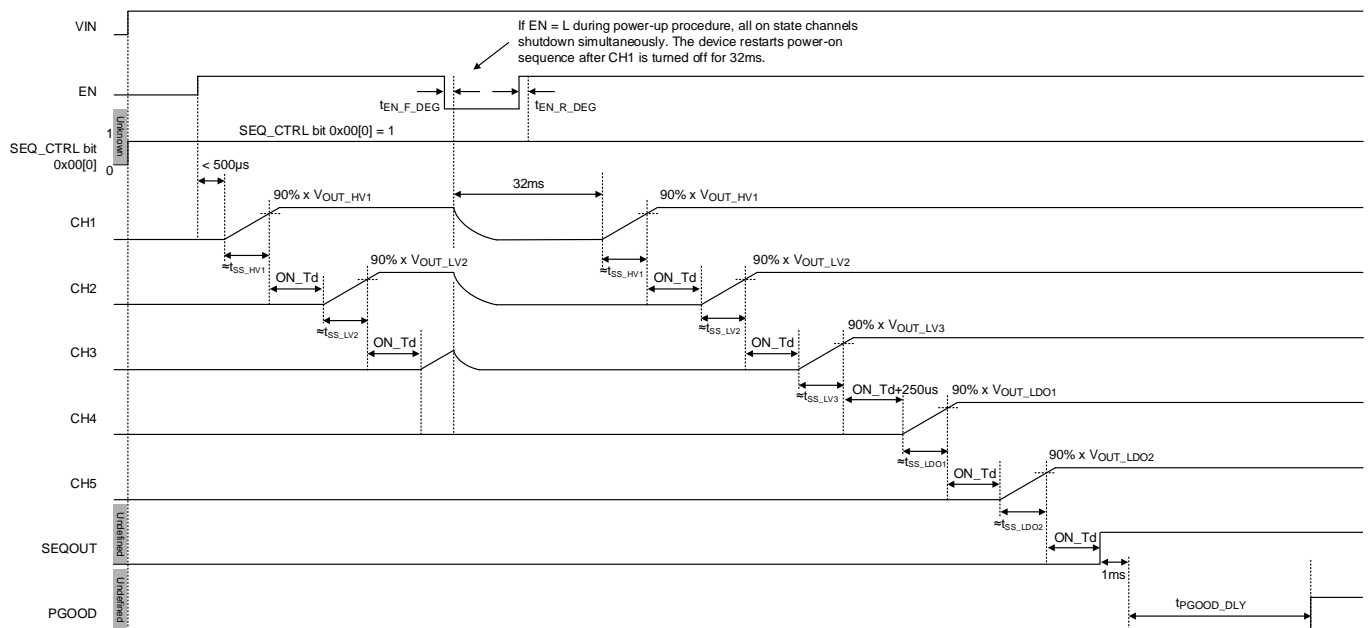 VIN
If EN = L during power-up procedure, all on state channels
shutdown simultaneously. The device restarts power-on
sequence after CH1 is turned off for 32ms.
EN
tEN_F_DEG
tEN_R_DEG
Unknown
1
SEQ_CTRL bit 0x00[0] = 1
SEQ_CTRL bit
0x00[0]
0
< 500µs
90% x VOUT_HV1
32ms
90% x VOUT_HV1
CH1
≈tSS_HV1
ON_Td
90% x VOUT_LV2
≈tSS_HV1
ON_Td
90% x VOUT_LV2
CH2
≈tSS_LV2
ON_Td
≈tSS_LV2
ON_Td
90% x VOUT_LV3
CH3
≈tSS_LV3
ON_Td+250us
90% x VOUT_LDO1
CH4
≈tSS_LDO1
ON_Td
90% x VOUT_LDO2
CH5
≈tSS_LDO2
ON_Td
Undefined
SEQOUT
1ms
Undefined
PGOOD
tPGOOD_DLY